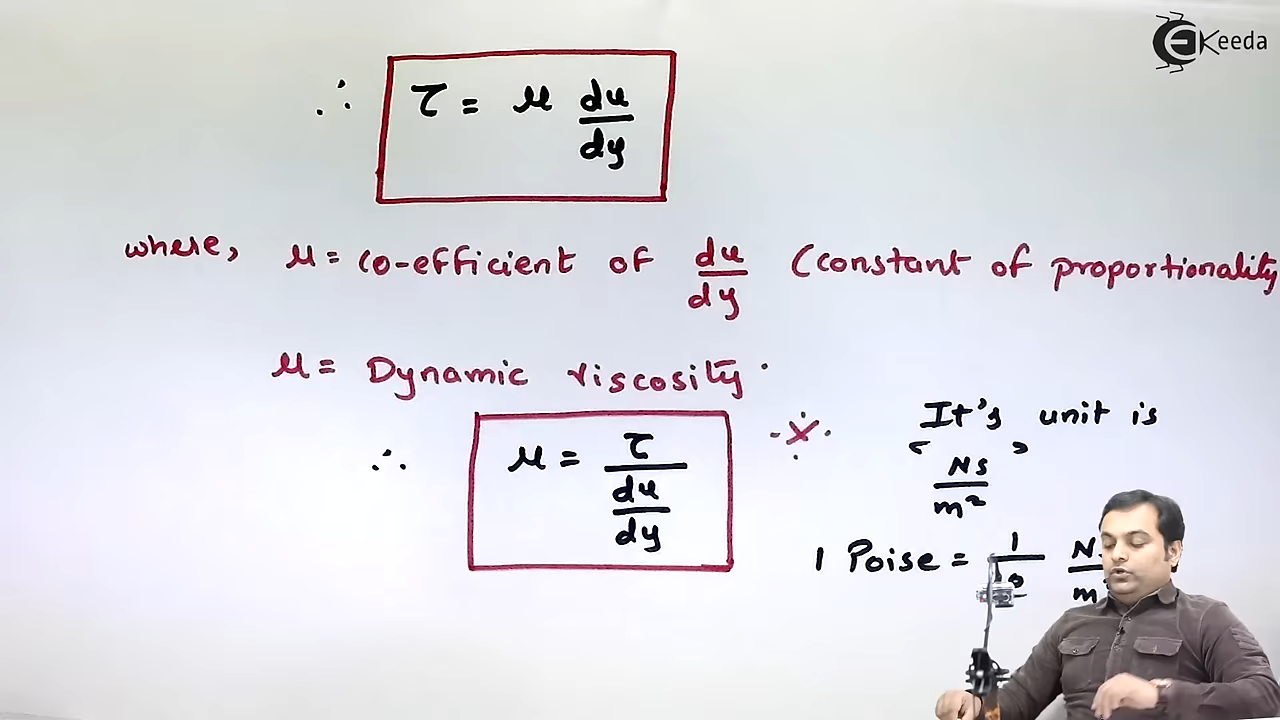 EKeeda
∴ τ = μ du/dy
where, μ = co-efficient of du/dy (constant of proportionality
μ = Dynamic viscosity.
∴ μ = τ / du/dy
It's unit is
Ns/m²
1 Poise = 1